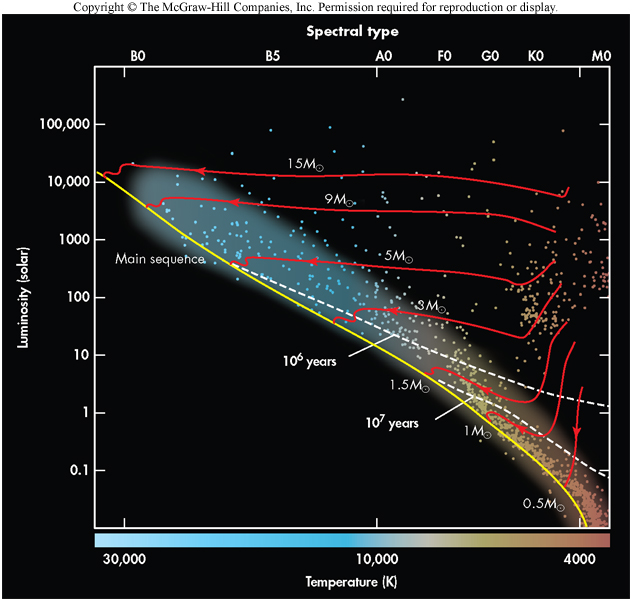 Copyright © The McGraw-Hill Companies, Inc. Permission required for reproduction or display.
Spectral type
B0 B5 A0 F0 G0 K0 M0
100,000
15M☉
10,000
9M☉
1000
Main sequence
5M☉
100
3M☉
10
10⁶ years
1.5M☉
1
10⁷ years
1M☉
0.1
0.5M☉
Luminosity (solar)
30,000 10,000 4000
Temperature (K)